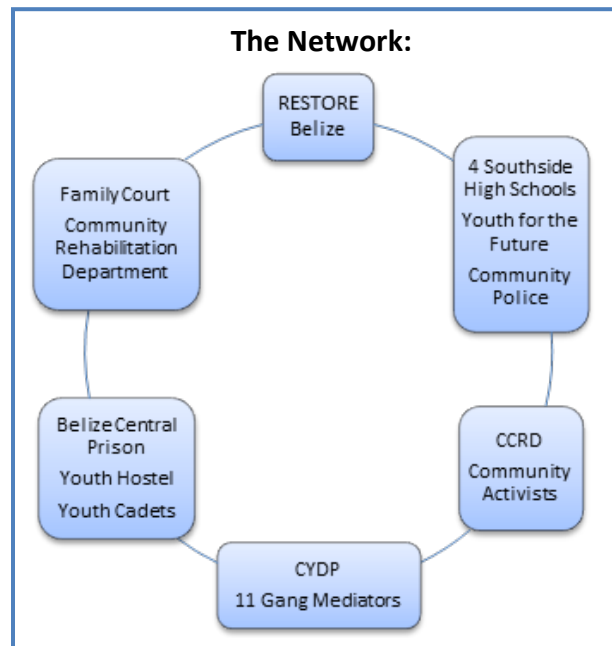 The Network:
RESTORE
Belize
4 Southside
High Schools
Youth for the
Future
Community
Police
CCRD
Community
Activists
CYDP
11 Gang Mediators
Belize Central
Prison
Youth Hostel
Youth Cadets
Family Court
Community
Rehabilitation
Department